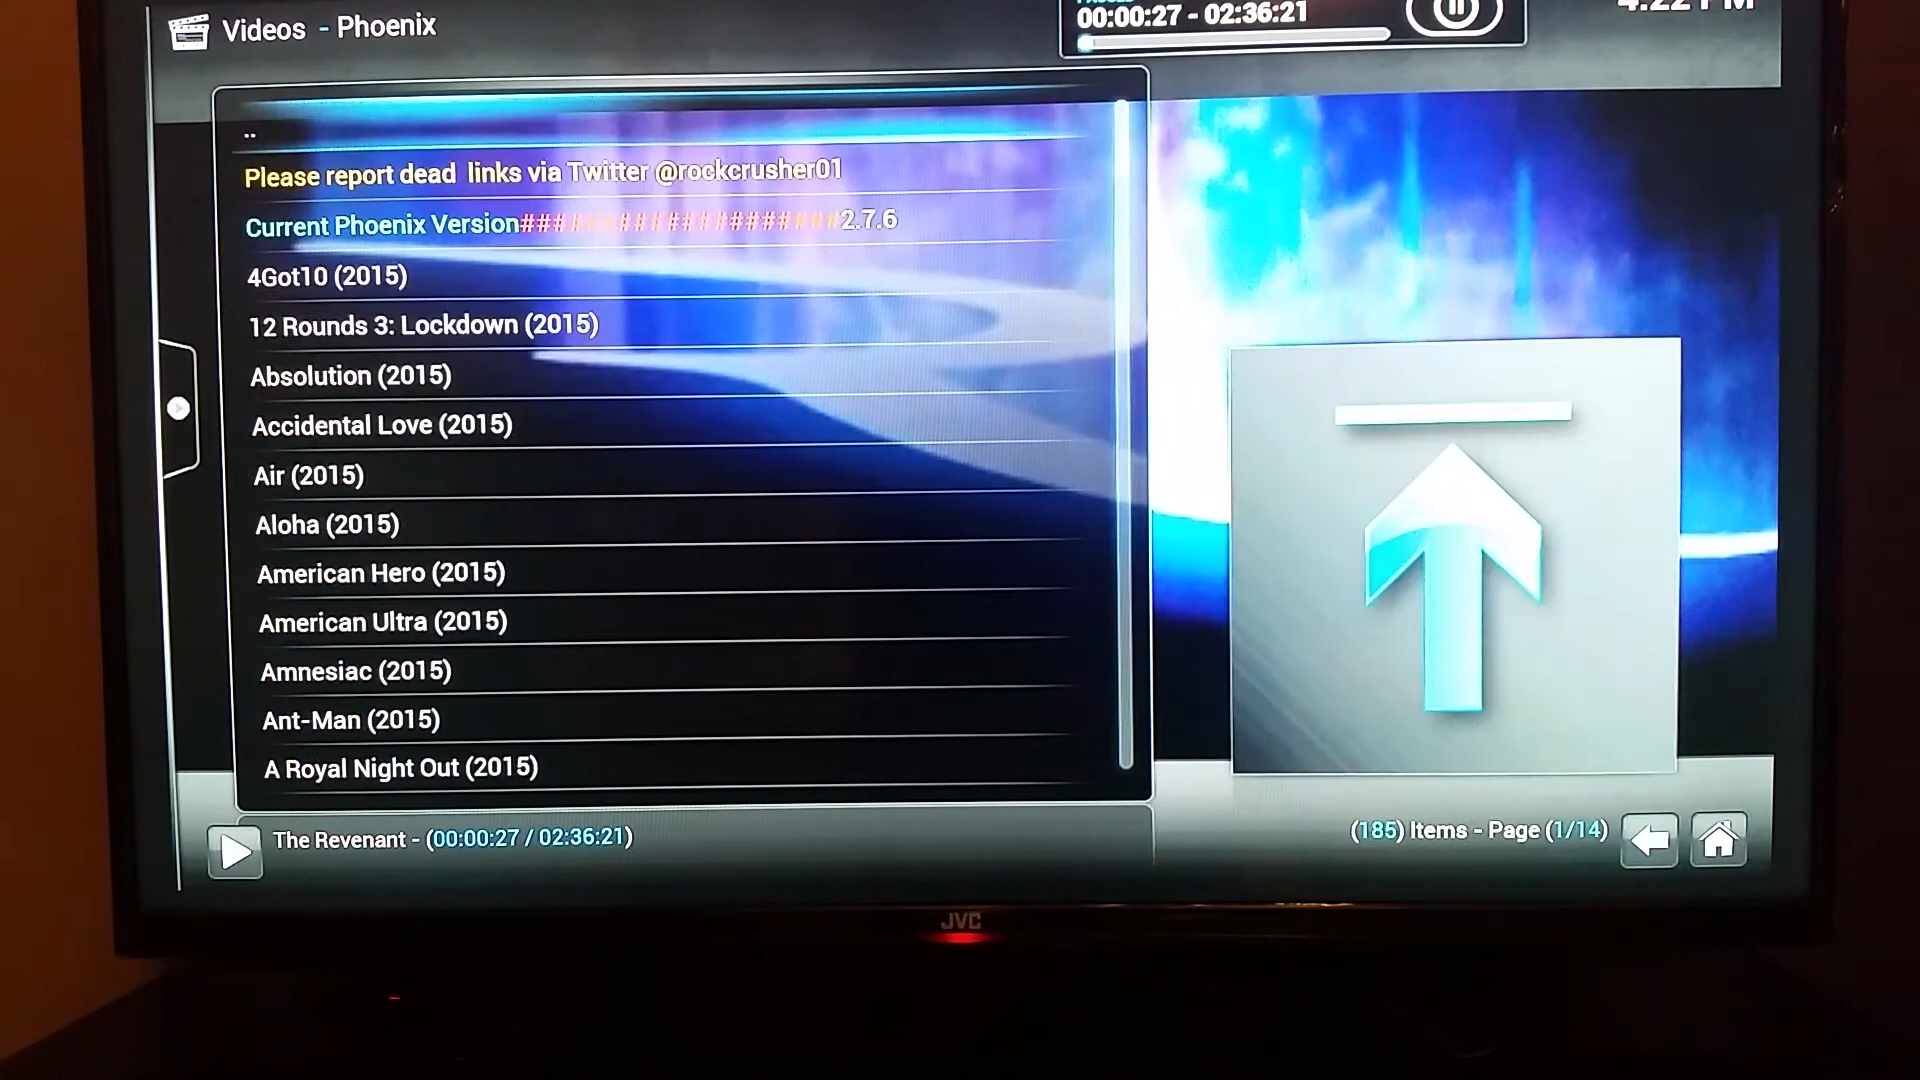 Videos - Phoenix
00:00:27 - 02:36:21
..
Please report dead links via Twitter @rockcrusher01
Current Phoenix Version####################2.7.6
4Got10 (2015)
12 Rounds 3: Lockdown (2015)
Absolution (2015)
Accidental Love (2015)
Air (2015)
Aloha (2015)
American Hero (2015)
American Ultra (2015)
Amnesiac (2015)
Ant-Man (2015)
A Royal Night Out (2015)
The Revenant - (00:00:27 / 02:36:21)
(185) Items - Page (1/14)
JVC